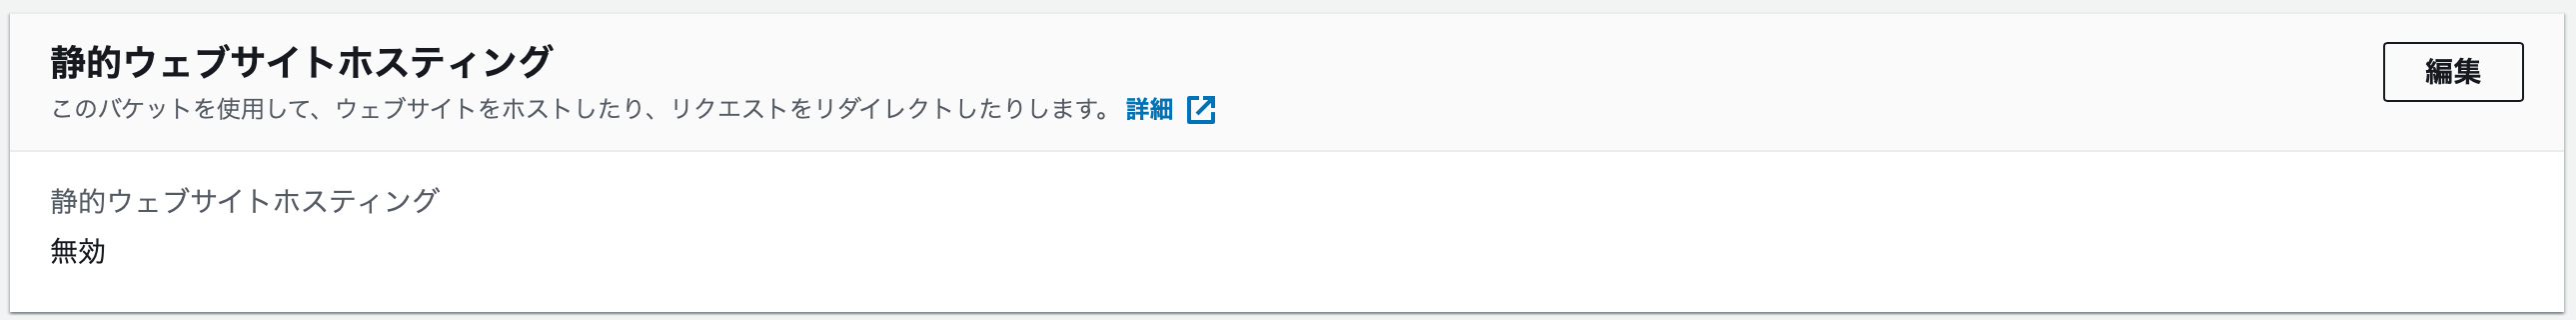 静的ウェブサイトホスティング
編集
このバケットを使用して、ウェブサイトをホストしたり、リクエストをリダイレクトしたりします。 詳細
静的ウェブサイトホスティング
無効